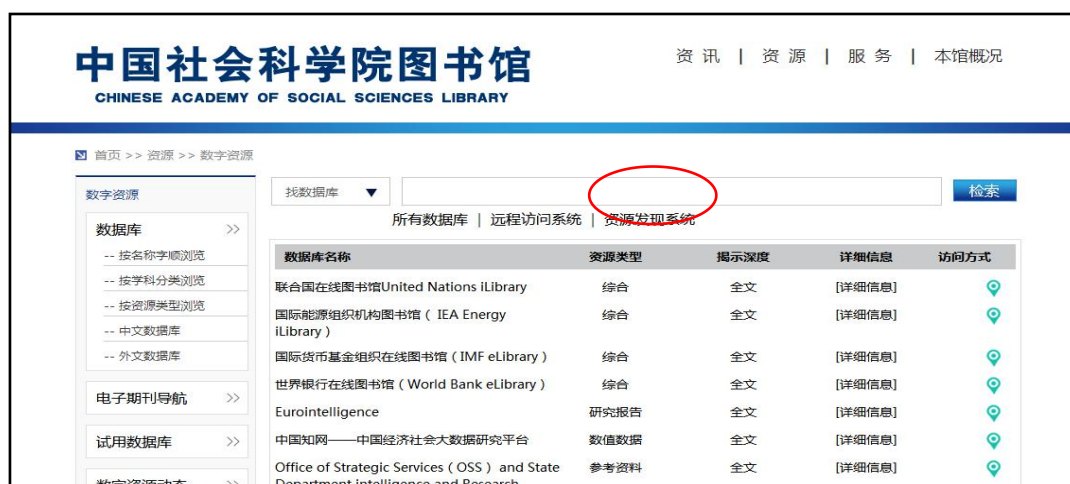 中国社会科学院图书馆
CHINESE ACADEMY OF SOCIAL SCIENCES LIBRARY
资 讯 | 资 源 | 服 务 | 本馆概况
首页 >> 资源 >> 数字资源
数字资源
数据库 >>
-- 按名称字顺浏览
-- 按学科分类浏览
-- 按资源类型浏览
-- 中文数据库
-- 外文数据库
电子期刊导航 >>
试用数据库 >>
数字资源动态 >>
找数据库 ▼
检索
所有数据库 | 远程访问系统 | 资源发现系统
数据库名称 资源类型 揭示深度 详细信息 访问方式
联合国在线图书馆United Nations iLibrary 综合 全文 [详细信息]
国际能源组织机构图书馆（ IEA Energy 综合 全文 [详细信息]
iLibrary ）
国际货币基金组织在线图书馆（ IMF eLibrary ） 综合 全文 [详细信息]
世界银行在线图书馆（ World Bank eLibrary ） 综合 全文 [详细信息]
Eurointelligence 研究报告 全文 [详细信息]
中国知网——中国经济社会大数据研究平台 数值数据 全文 [详细信息]
Office of Strategic Services （ OSS ） and State 参考资料 全文 [详细信息]
Department intelligence and Research